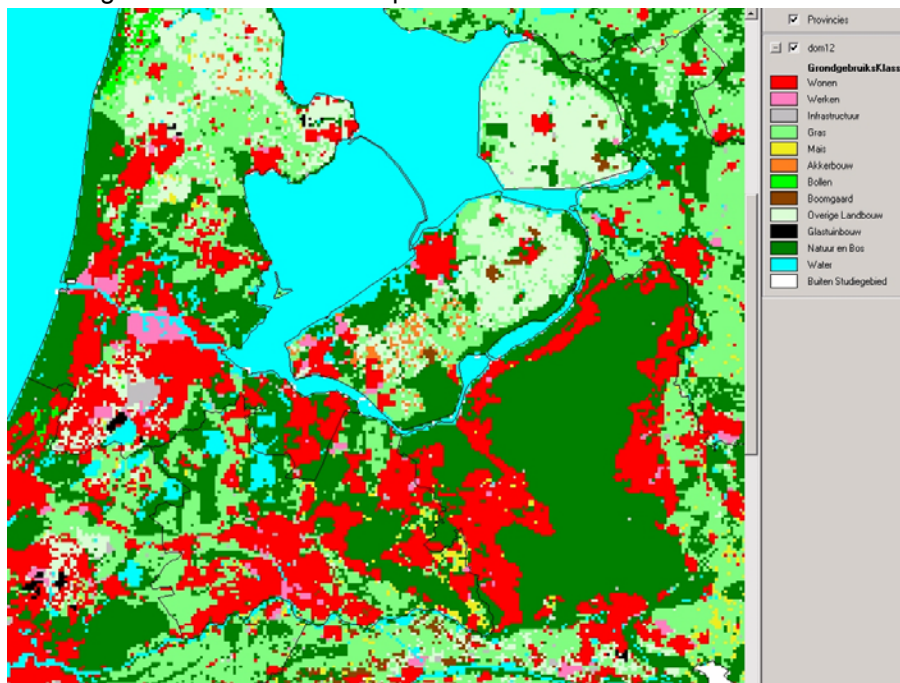 Provincies
dom12
GrondgebruiksKlass
Wonen
Werken
Infrastructuur
Gras
Mais
Akkerbouw
Bollen
Boomgaard
Overige Landbouw
Glastuinbouw
Natuur en Bos
Water
Buiten Studiegebied